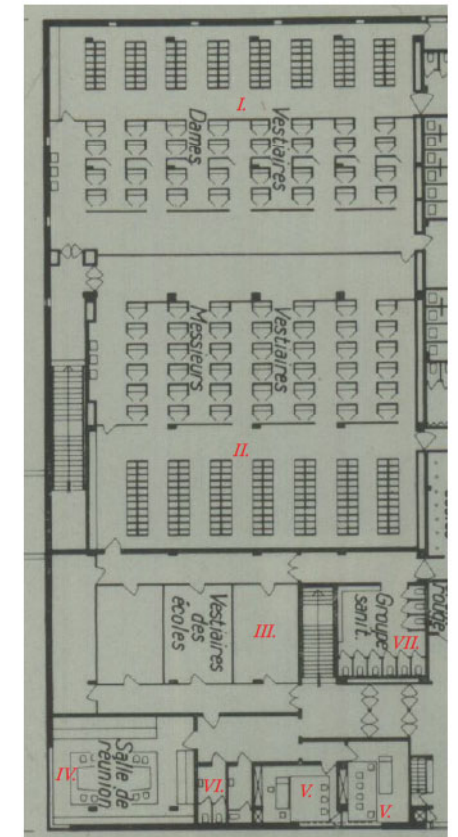 I.
Vestiaires
Dames
Vestiaires
Messieurs
II.
Vestiaires
des
écoles
III.
Groupe
sanit.
VII.
IV.
Salle de
réunion
VI.
V.
V.